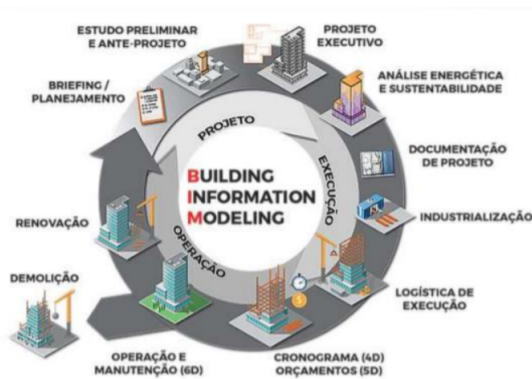 ESTUDO PRELIMINAR
E ANTE-PROJETO
PROJETO
EXECUTIVO
BRIEFING /
PLANEJAMENTO
ANÁLISE ENERGÉTICA
E SUSTENTABILIDADE
DOCUMENTAÇÃO
DE PROJETO
INDUSTRIALIZAÇÃO
LOGÍSTICA DE
EXECUÇÃO
CRONOGRAMA (4D)
ORÇAMENTOS (5D)
OPERAÇÃO E
MANUTENÇÃO (6D)
DEMOLIÇÃO
RENOVAÇÃO
PROJETO
EXECUÇÃO
OPERAÇÃO
BUILDING
INFORMATION
MODELING
$